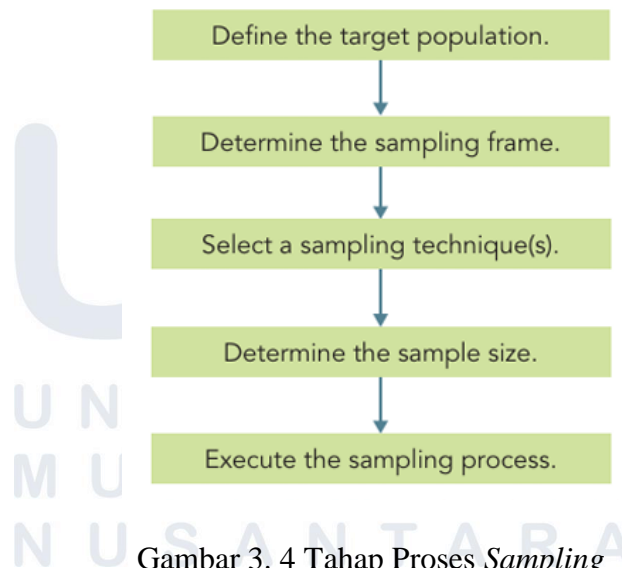 Define the target population.
Determine the sampling frame.
Select a sampling technique(s).
Determine the sample size.
Execute the sampling process.
U N
M U
N U S A N T A R A
Gambar 3. 4 Tahap Proses Sampling